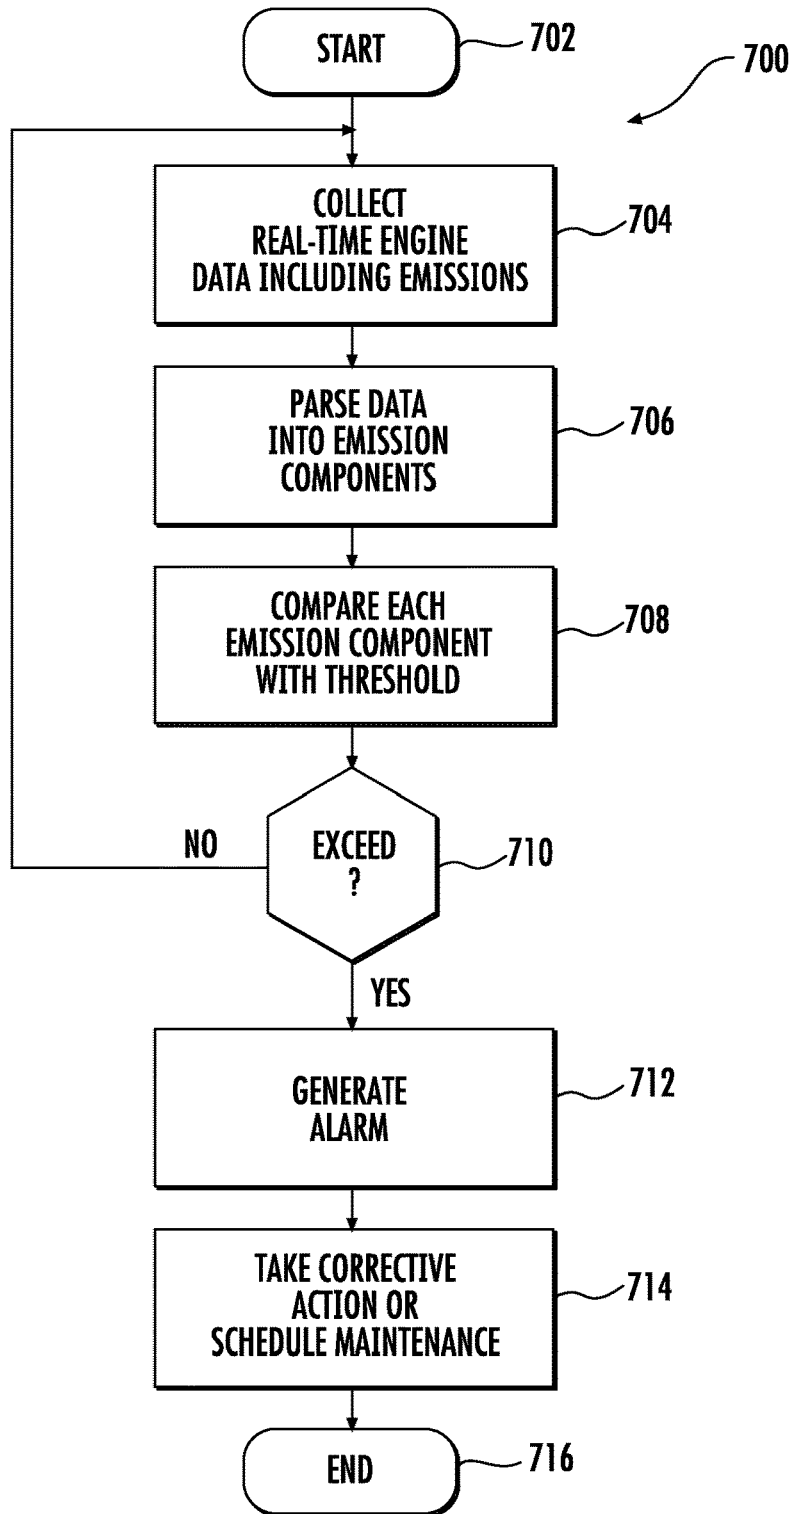 START
702
700
COLLECT
REAL-TIME ENGINE
DATA INCLUDING EMISSIONS
704
PARSE DATA
INTO EMISSION
COMPONENTS
706
COMPARE EACH
EMISSION COMPONENT
WITH THRESHOLD
708
NO
EXCEED
?
710
YES
GENERATE
ALARM
712
TAKE CORRECTIVE
ACTION OR
SCHEDULE MAINTENANCE
714
END
716